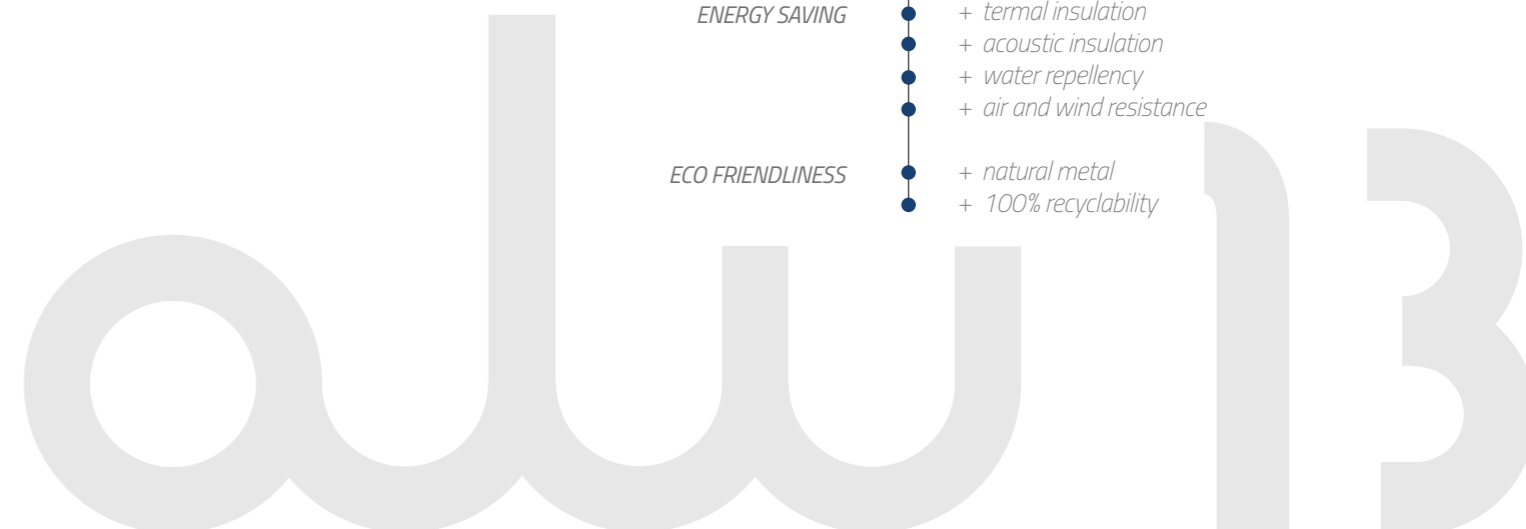 ENERGY SAVING + termal insulation
+ acoustic insulation
+ water repellency
+ air and wind resistance
ECO FRIENDLINESS + natural metal
+ 100% recyclability
alu 13